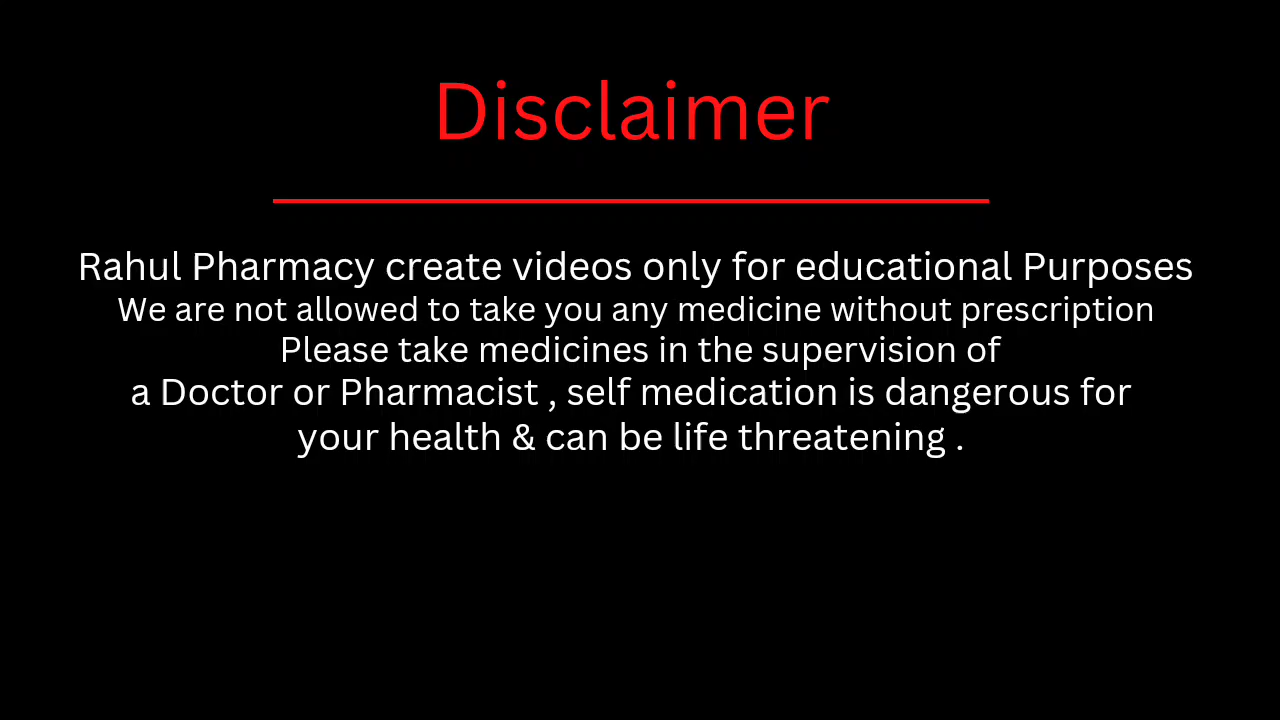 Disclaimer
Rahul Pharmacy create videos only for educational Purposes
We are not allowed to take you any medicine without prescription
Please take medicines in the supervision of
a Doctor or Pharmacist , self medication is dangerous for
your health & can be life threatening .